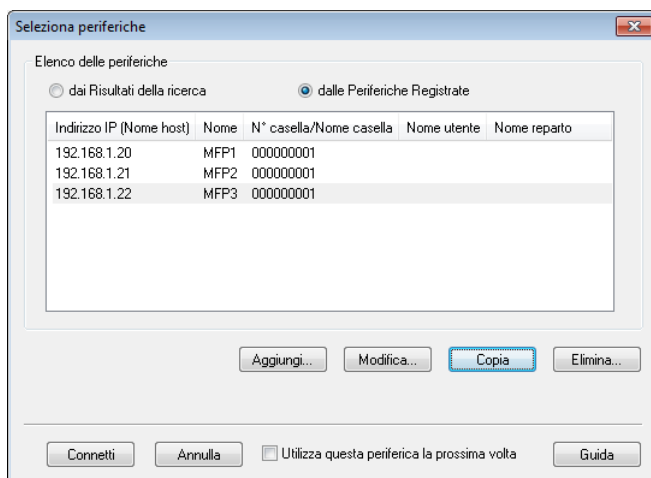 Seleziona periferiche
Elenco delle periferiche
dai Risultati della ricerca dalle Periferiche Registrate
Indirizzo IP (Nome host) Nome N° casella/Nome casella Nome utente Nome reparto
192.168.1.20 MFP1 000000001
192.168.1.21 MFP2 000000001
192.168.1.22 MFP3 000000001
Aggiungi... Modifica... Copia Elimina...
Connetti Annulla Utilizza questa periferica la prossima volta Guida